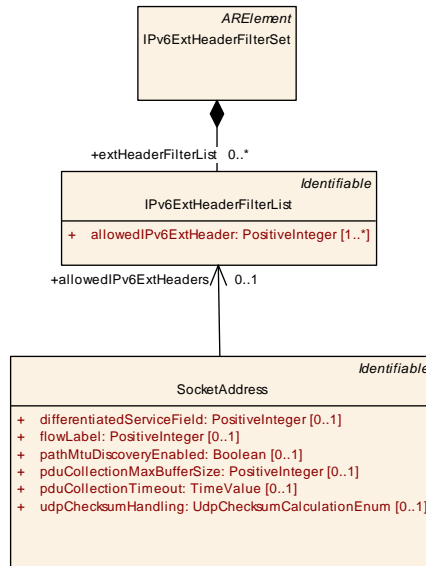 ARElement
IPv6ExtHeaderFilterSet
+extHeaderFilterList 0..*
Identifiable
IPv6ExtHeaderFilterList
+ allowedIPv6ExtHeader: PositiveInteger [1..*]
+allowedIPv6ExtHeaders 0..1
Identifiable
SocketAddress
+ differentiatedServiceField: PositiveInteger [0..1]
+ flowLabel: PositiveInteger [0..1]
+ pathMtuDiscoveryEnabled: Boolean [0..1]
+ pduCollectionMaxBufferSize: PositiveInteger [0..1]
+ pduCollectionTimeout: TimeValue [0..1]
+ udpChecksumHandling: UdpChecksumCalculationEnum [0..1]